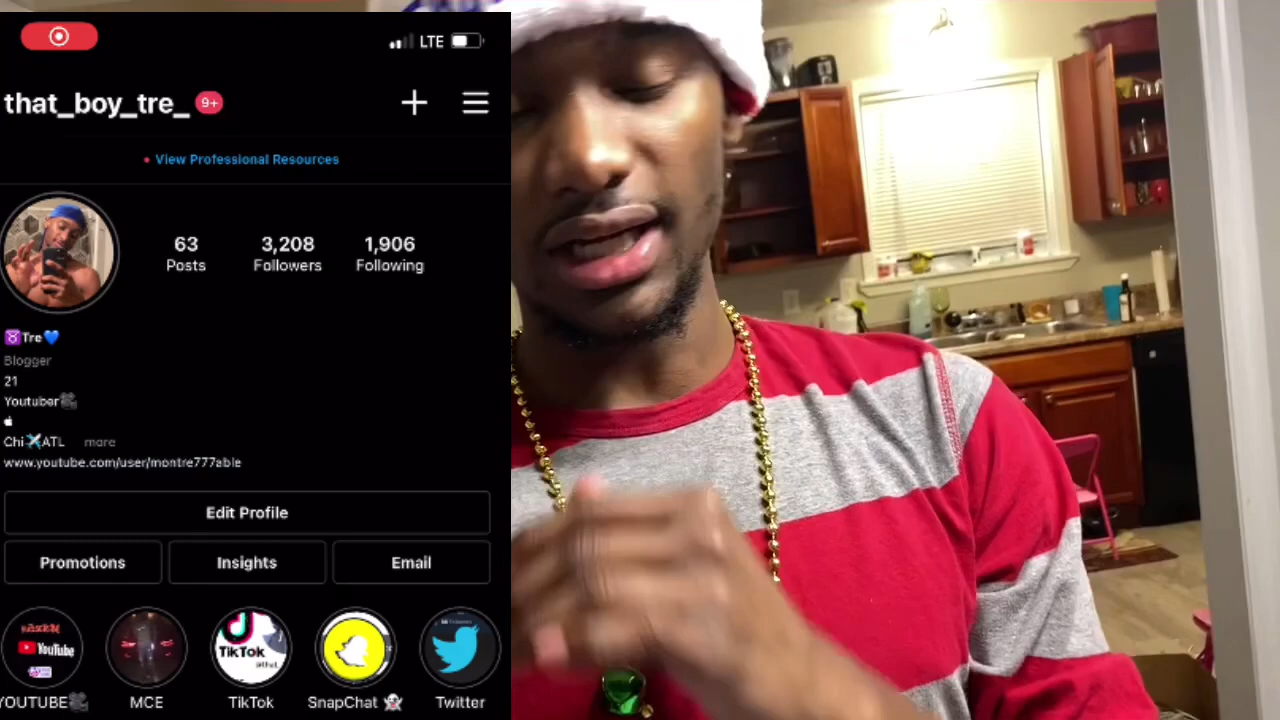 LTE
that_boy_tre_ 9+
View Professional Resources
63 3,208 1,906
Posts Followers Following
♉Tre💙
Blogger
21
Youtuber🎥
Chi✈️ATL more
www.youtube.com/user/montre777able
Edit Profile
Promotions Insights Email
YouTube
TikTok
YOUTUBE🎥 MCE TikTok SnapChat 👻 Twitter